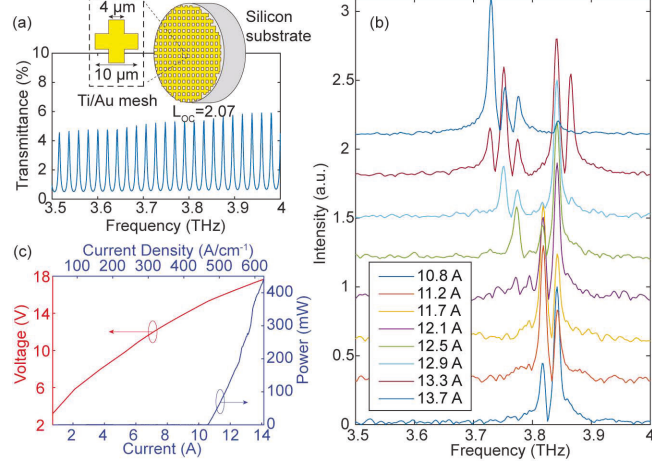 (a)
4 µm
10 µm
Ti/Au mesh
Silicon
substrate
L_OC=2.07
Transmittance (%)
10
8
6
4
2
0
3.5
3.6
3.7
3.8
3.9
4
Frequency (THz)
(c)
Current Density (A/cm⁻¹)
100
200
300
400
500
600
Voltage (V)
18
14
10
6
2
2
4
6
8
10
12
14
Current (A)
400
300
200
100
0
Power (mW)
(b)
Intensity (a.u.)
3
2.5
2
1.5
1
0.5
0
10.8 A
11.2 A
11.7 A
12.1 A
12.5 A
12.9 A
13.3 A
13.7 A
3.5
3.6
3.7
3.8
3.9
4
Frequency (THz)